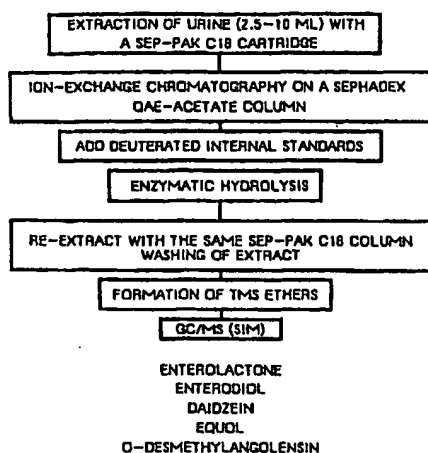 EXTRACTION OF URINE (2.5–10 ML) WITH
A SEP-PAK C18 CARTRIDGE
ION-EXCHANGE CHROMATOGRAPHY ON A SEPHADEX
QAE-ACETATE COLUMN
ADD DEUTERATED INTERNAL STANDARDS
ENZYMATIC HYDROLYSIS
RE-EXTRACT WITH THE SAME SEP-PAK C18 COLUMN
WASHING OF EXTRACT
FORMATION OF TMS ETHERS
GC/MS (SIM)
ENTEROLACTONE
ENTERODIOL
DAIDZEIN
EQUOL
O-DESMETHYLANGOLENSIN